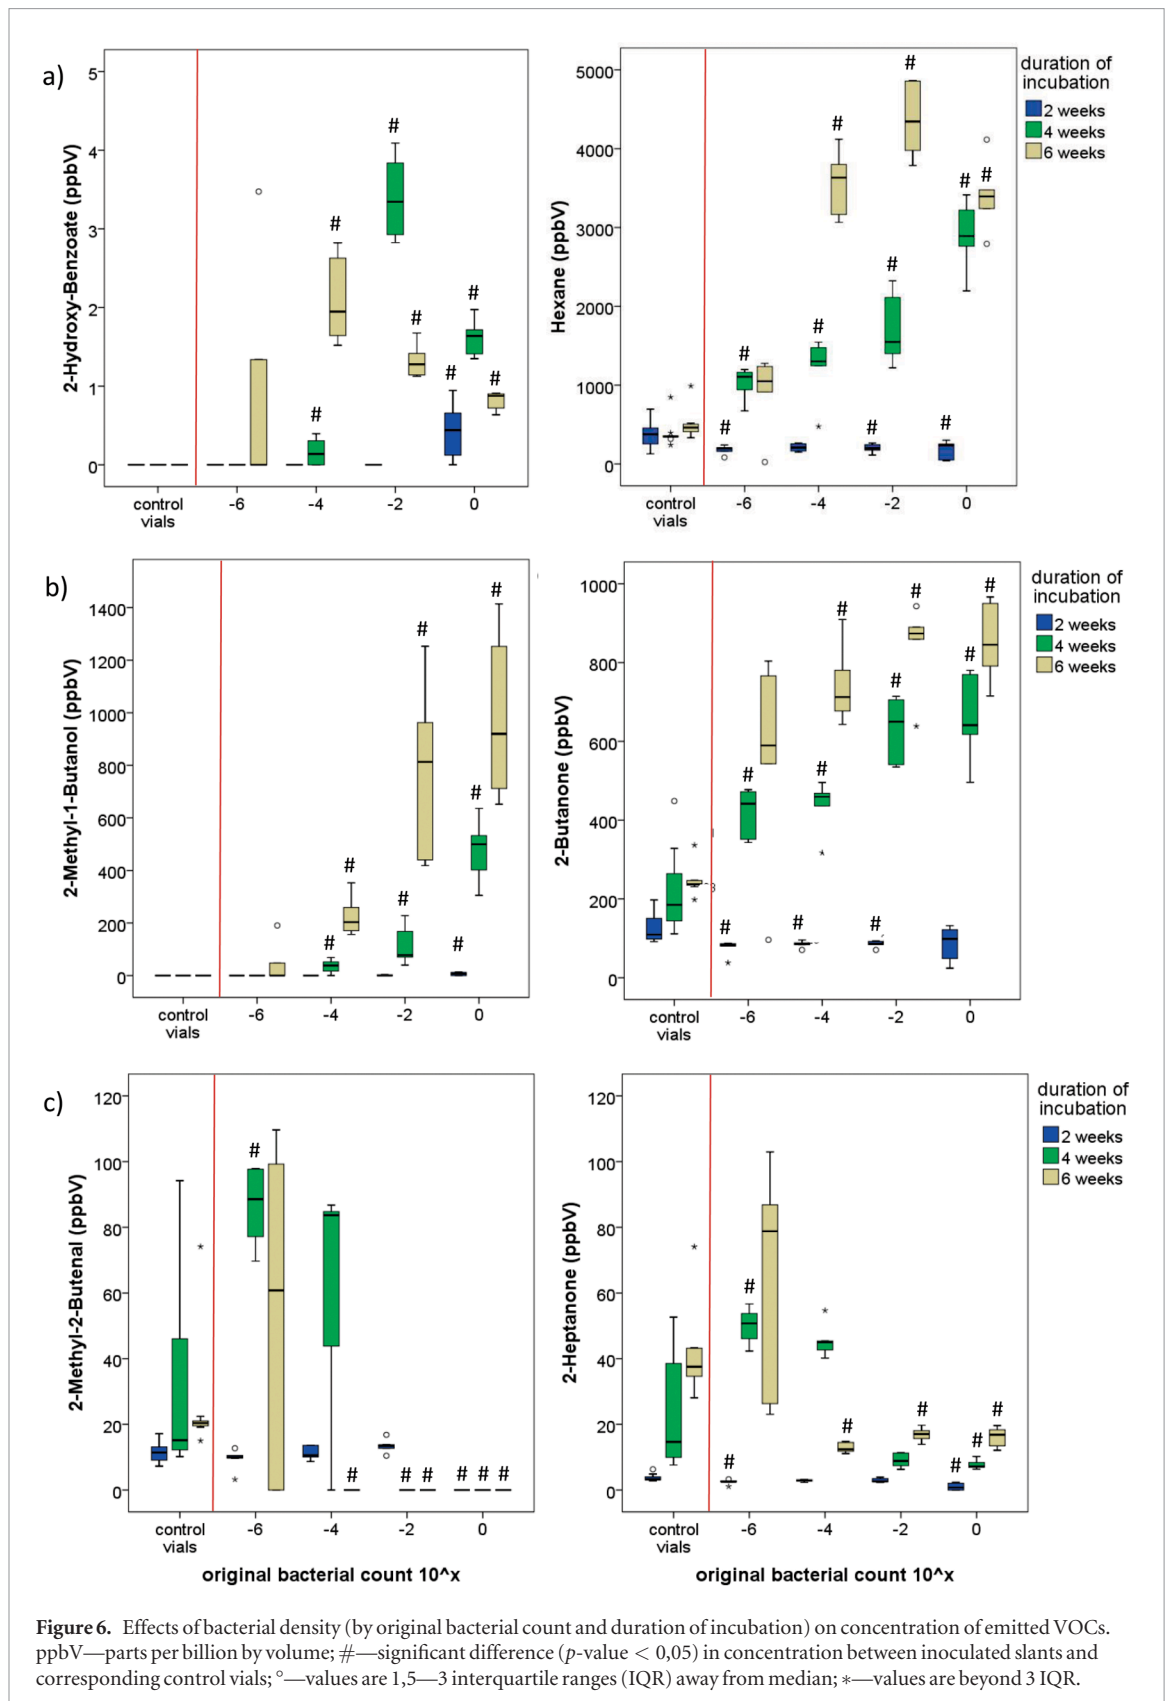 a)
2-Hydroxy-Benzoate (ppbV)
5
4
3
2
1
0
# # # # # # #
control
vials
-6
-4
-2
0
Hexane (ppbV)
5000
4000
3000
2000
1000
0
# # # # # # # # # #
control
vials
-6
-4
-2
0
duration of
incubation
2 weeks
4 weeks
6 weeks
b)
2-Methyl-1-Butanol (ppbV)
1400
1200
1000
800
600
400
200
0
# # # # # # #
control
vials
-6
-4
-2
0
2-Butanone (ppbV)
1000
800
600
400
200
0
# # # # # # # # # #
control
vials
-6
-4
-2
0
duration of
incubation
2 weeks
4 weeks
6 weeks
c)
2-Methyl-2-Butenal (ppbV)
120
100
80
60
40
20
0
# # # # # # #
control
vials
-6
-4
-2
0
original bacterial count 10^x
2-Heptanone (ppbV)
120
100
80
60
40
20
0
# # # # # # #
control
vials
-6
-4
-2
0
original bacterial count 10^x
duration of
incubation
2 weeks
4 weeks
6 weeks
Figure 6. Effects of bacterial density (by original bacterial count and duration of incubation) on concentration of emitted VOCs.
ppbV—parts per billion by volume; #—significant difference (p-value < 0,05) in concentration between inoculated slants and
corresponding control vials; °—values are 1,5—3 interquartile ranges (IQR) away from median; *—values are beyond 3 IQR.